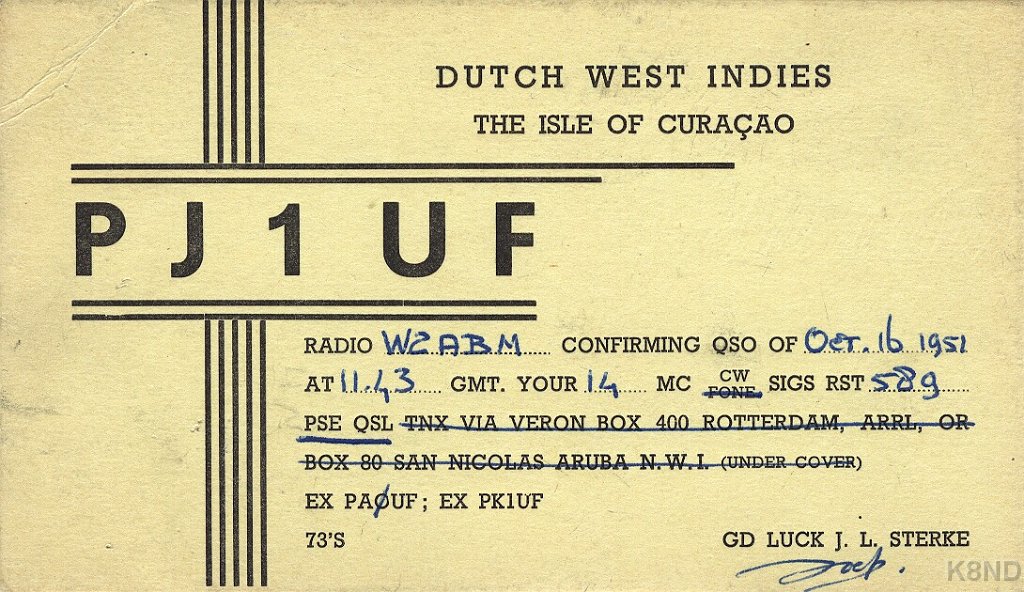 DUTCH WEST INDIES
THE ISLE OF CURAÇAO
PJ1UF
RADIO W2ABM CONFIRMING QSO OF Oct. 16 1951
AT 11.43 GMT. YOUR 14 MC CW FONE SIGS RST 589
PSE QSL TNX VIA VERON BOX 400 ROTTERDAM, ARRL, OR
BOX 80 SAN NICOLAS ARUBA N.W.I. (UNDER COVER)
EX PAØUF; EX PK1UF
73'S GD LUCK J. L. STERKE
K8ND